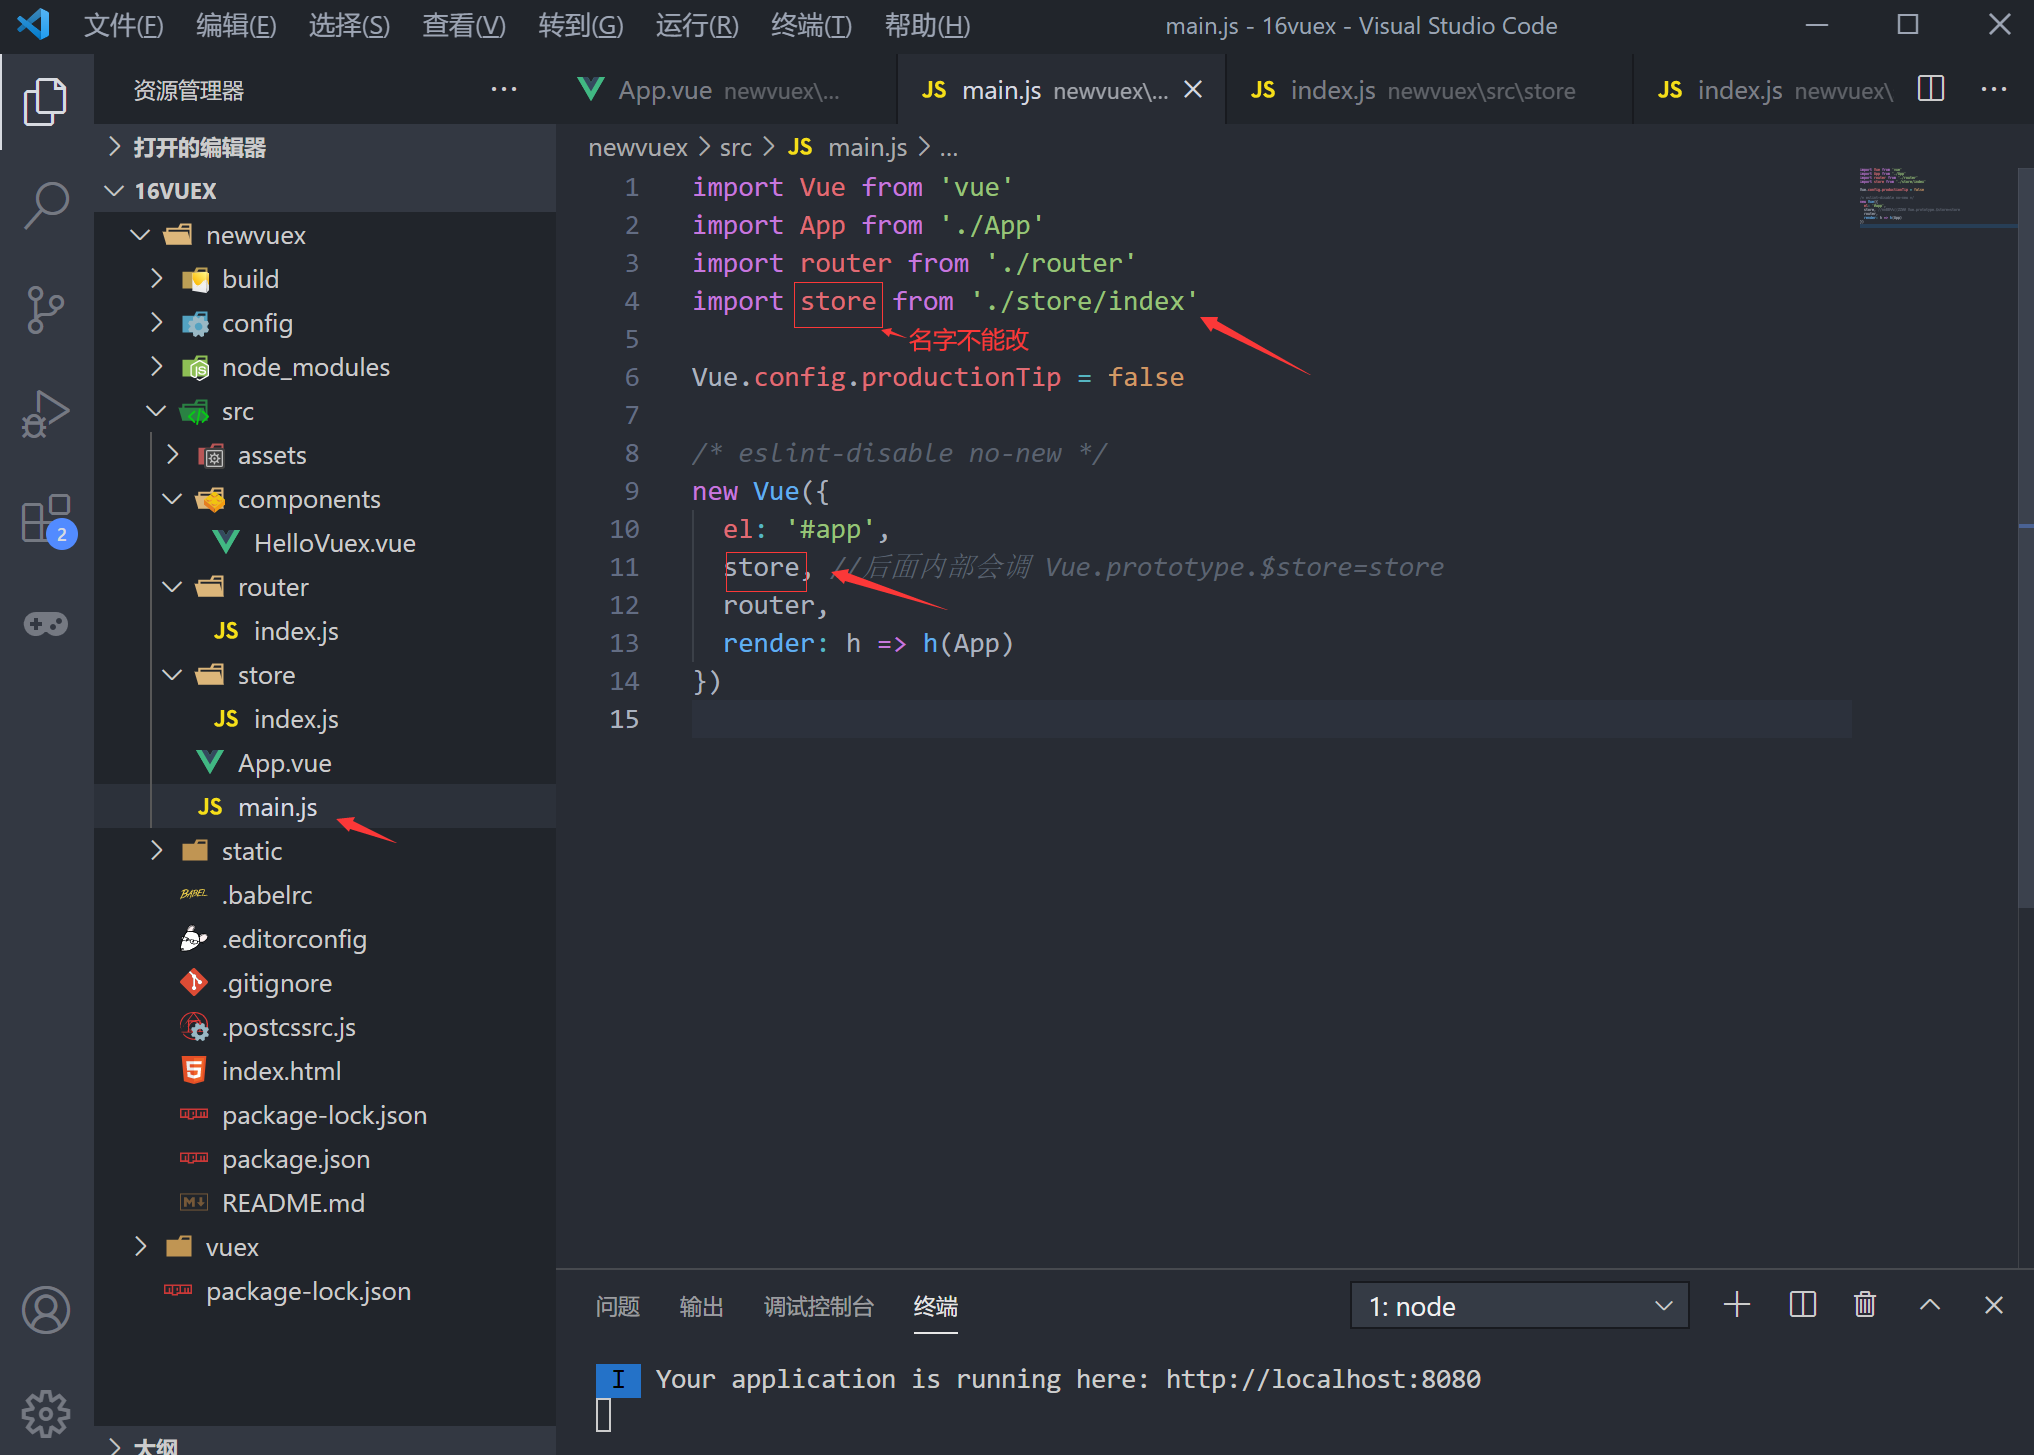 文件(F) 编辑(E) 选择(S) 查看(V) 转到(G) 运行(R) 终端(T) 帮助(H) main.js - 16vuex - Visual Studio Code
资源管理器
App.vue newvuex\...
JS main.js newvuex\...
JS index.js newvuex\src\store
JS index.js newvuex\
打开的编辑器
16VUEX
newvuex
build
config
node_modules
src
assets
components
HelloVuex.vue
router
JS index.js
store
JS index.js
App.vue
JS main.js
static
.babelrc
.editorconfig
.gitignore
.postcssrc.js
index.html
package-lock.json
package.json
README.md
vuex
package-lock.json
大纲
2
newvuex > src > JS main.js > ...
1 import Vue from 'vue'
2 import App from './App'
3 import router from './router'
4 import store from './store/index'
名字不能改
5
6 Vue.config.productionTip = false
7
8 /* eslint-disable no-new */
9 new Vue({
10 el: '#app',
11 store, //后面内部会调 Vue.prototype.$store=store
12 router,
13 render: h => h(App)
14 })
15
问题 输出 调试控制台 终端 1: node
I Your application is running here: http://localhost:8080